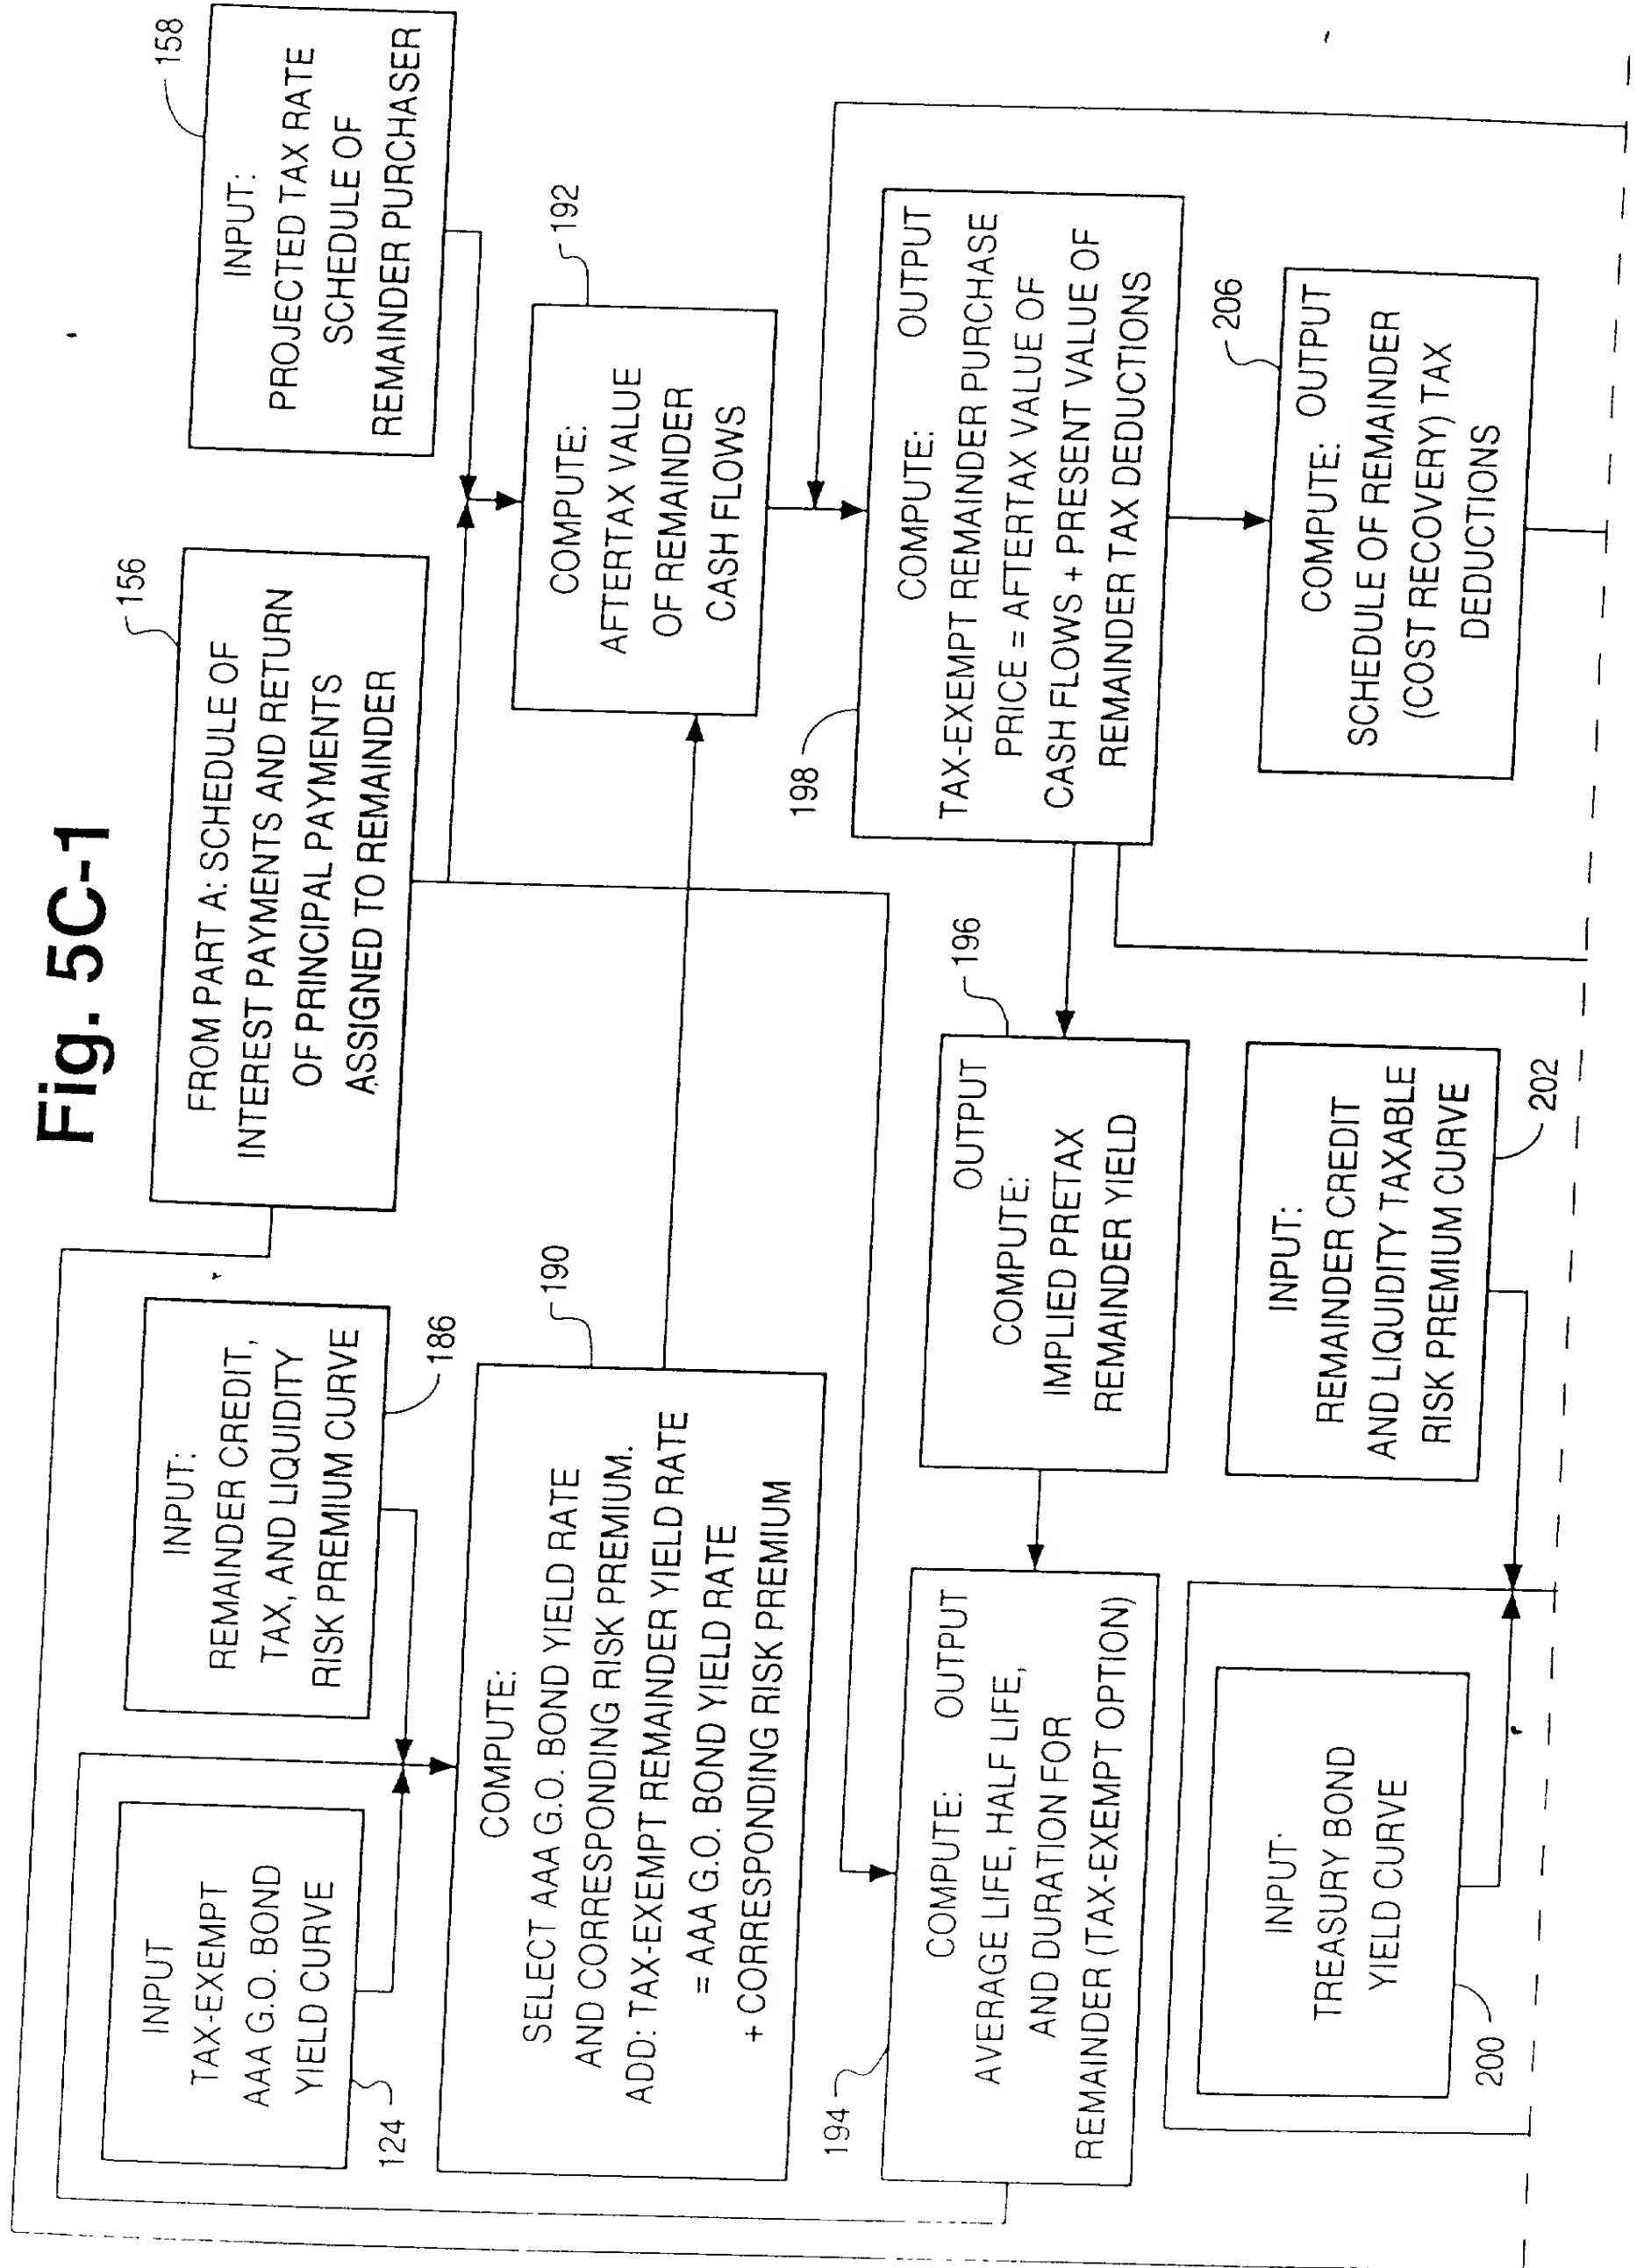 Fig. 5C-1
INPUT
TAX-EXEMPT
AAA G.O. BOND
YIELD CURVE
124
INPUT:
REMAINDER CREDIT,
TAX, AND LIQUIDITY
RISK PREMIUM CURVE
186
FROM PART A: SCHEDULE OF
INTEREST PAYMENTS AND RETURN
OF PRINCIPAL PAYMENTS
ASSIGNED TO REMAINDER
156
INPUT:
PROJECTED TAX RATE
SCHEDULE OF
REMAINDER PURCHASER
158
COMPUTE:
SELECT AAA G.O. BOND YIELD RATE
AND CORRESPONDING RISK PREMIUM.
ADD: TAX-EXEMPT REMAINDER YIELD RATE
= AAA G.O. BOND YIELD RATE
+ CORRESPONDING RISK PREMIUM
190
COMPUTE:
AFTERTAX VALUE
OF REMAINDER
CASH FLOWS
192
194
COMPUTE: OUTPUT
AVERAGE LIFE, HALF LIFE,
AND DURATION FOR
REMAINDER (TAX-EXEMPT OPTION)
196
OUTPUT
COMPUTE:
IMPLIED PRETAX
REMAINDER YIELD
198
COMPUTE: OUTPUT
TAX-EXEMPT REMAINDER PURCHASE
PRICE = AFTERTAX VALUE OF
CASH FLOWS + PRESENT VALUE OF
REMAINDER TAX DEDUCTIONS
INPUT:
TREASURY BOND
YIELD CURVE
200
INPUT:
REMAINDER CREDIT
AND LIQUIDITY TAXABLE
RISK PREMIUM CURVE
202
206
COMPUTE: OUTPUT
SCHEDULE OF REMAINDER
(COST RECOVERY) TAX
DEDUCTIONS